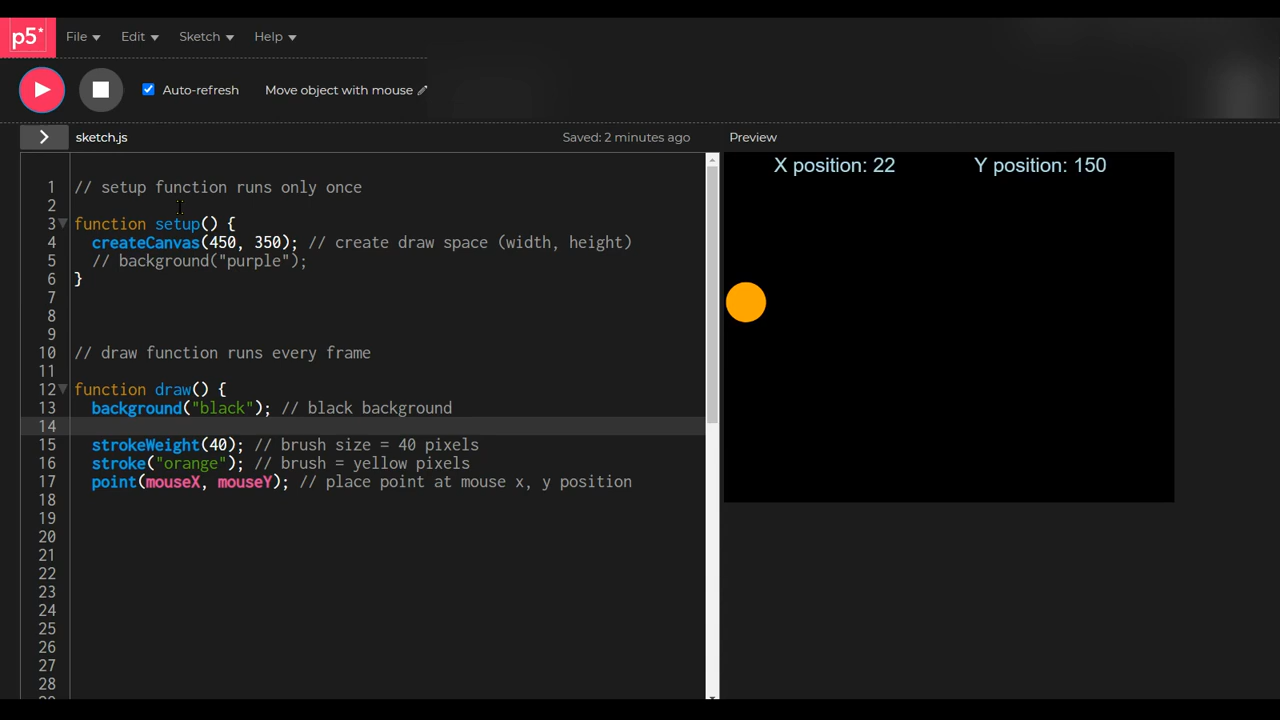 p5* File Edit Sketch Help
Auto-refresh Move object with mouse
sketch.js Saved: 2 minutes ago Preview
X position: 22 Y position: 150
1 // setup function runs only once
2
3 function setup() {
4 createCanvas(450, 350); // create draw space (width, height)
5 // background("purple");
6 }
7
8
9
10 // draw function runs every frame
11
12 function draw() {
13 background("black"); // black background
14
15 strokeWeight(40); // brush size = 40 pixels
16 stroke("orange"); // brush = yellow pixels
17 point(mouseX, mouseY); // place point at mouse x, y position
18
19
20
21
22
23
24
25
26
27
28